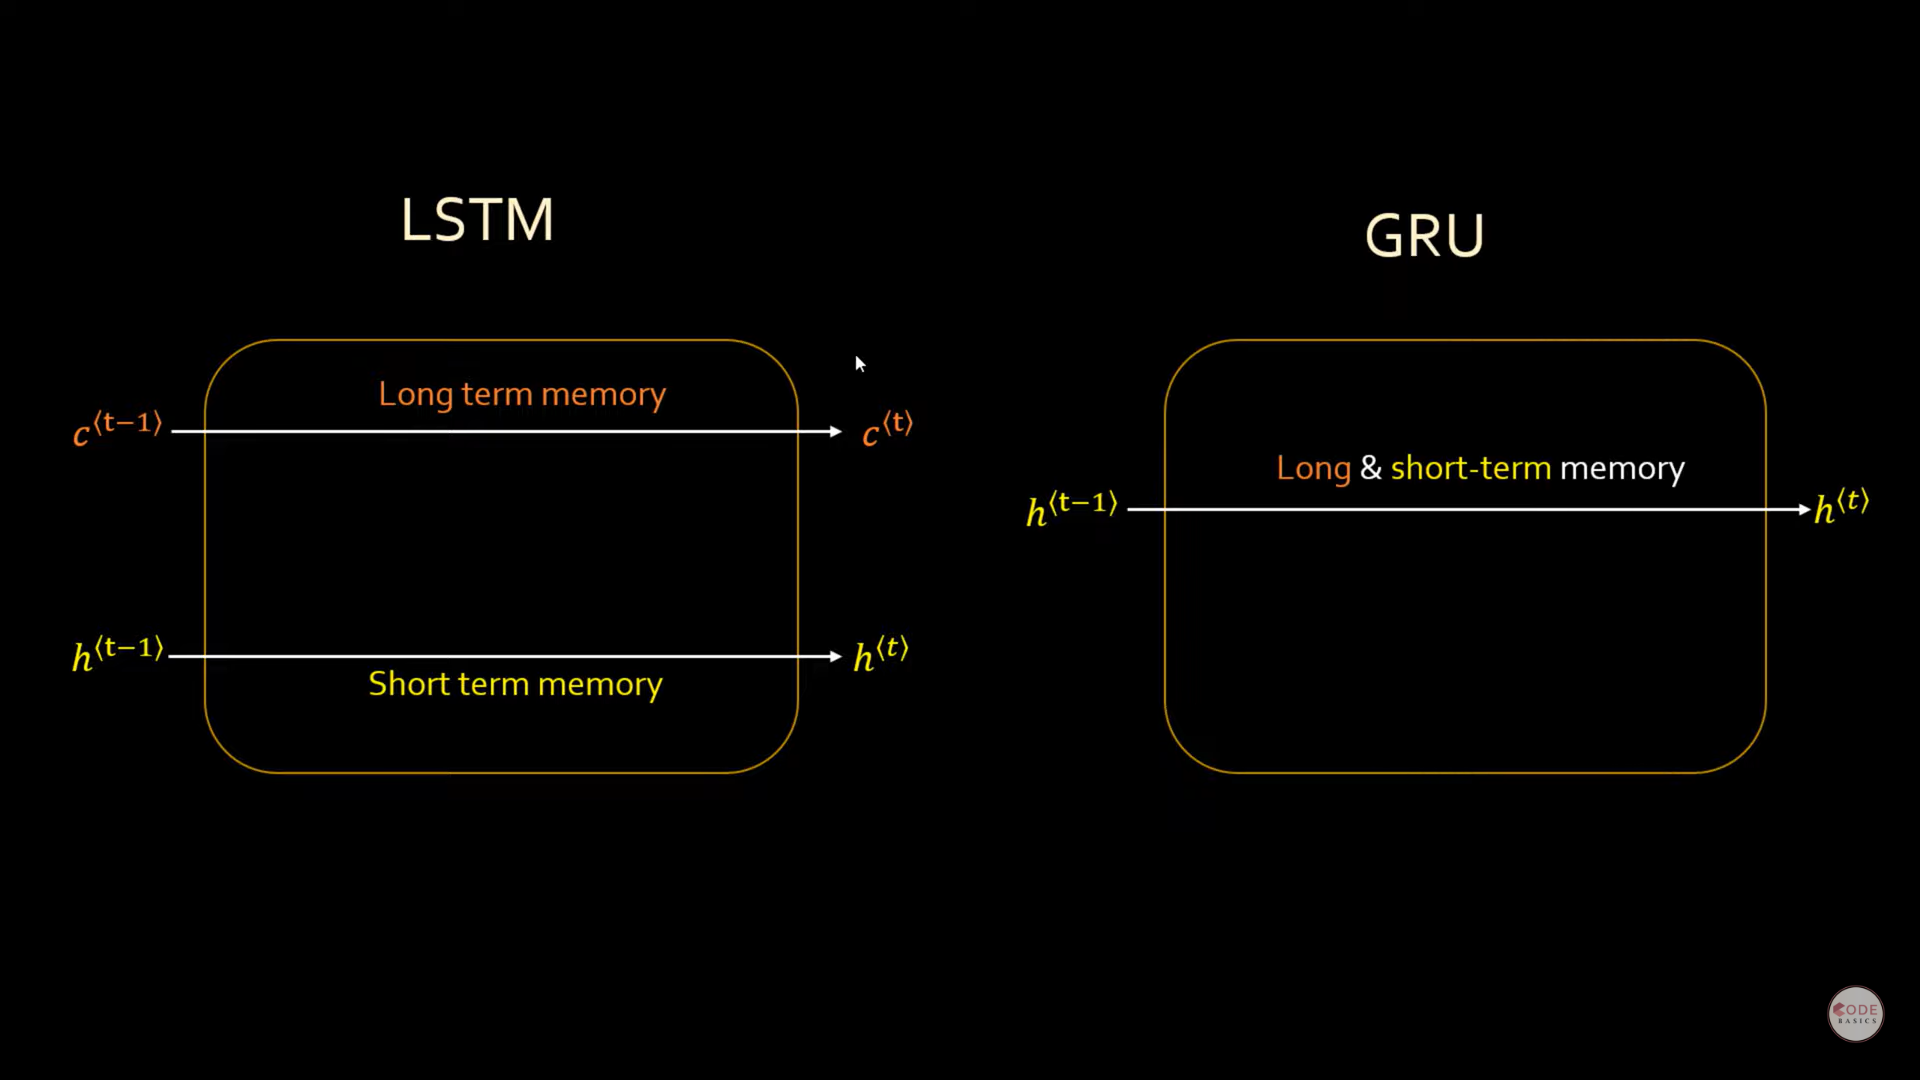 LSTM
Long term memory
c⟨t−1⟩
c⟨t⟩
h⟨t−1⟩
h⟨t⟩
Short term memory
GRU
Long & short-term memory
h⟨t−1⟩
h⟨t⟩
CODE
BASICS